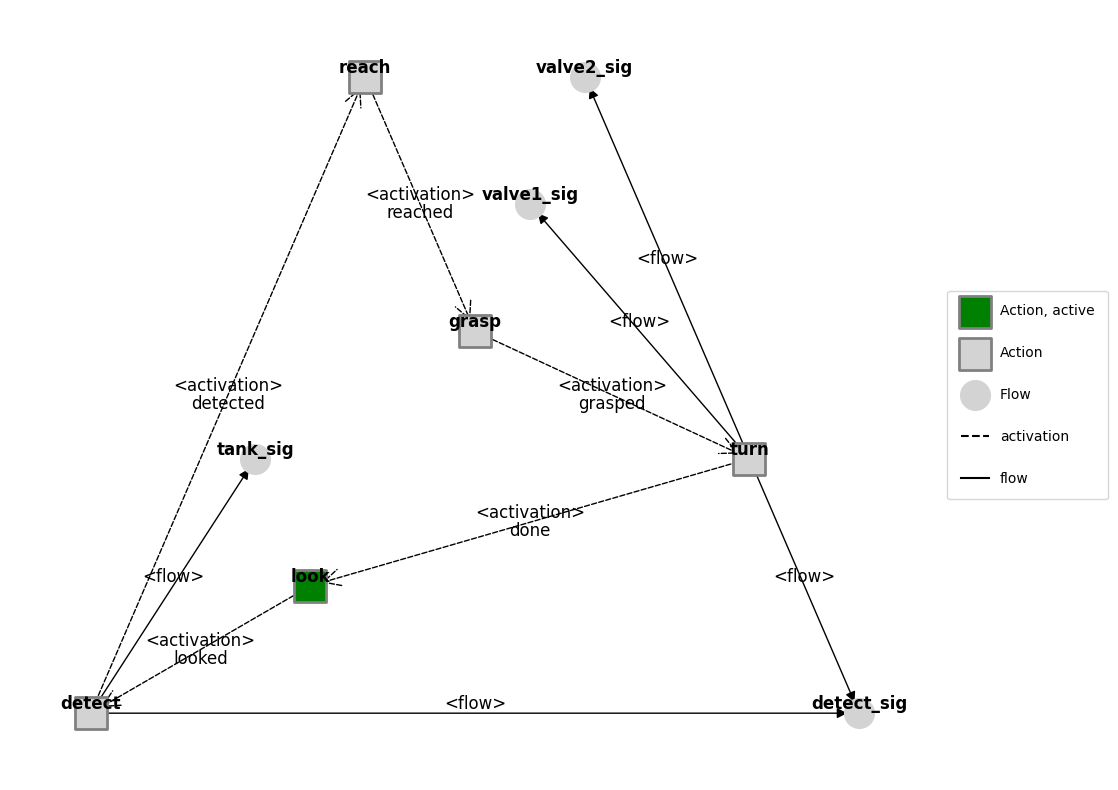 reach
valve2_sig
<activation>
reached
valve1_sig
<flow>
<flow>
grasp
<activation>
detected
<activation>
grasped
tank_sig
turn
<activation>
done
<flow>
look
<flow>
<activation>
looked
detect
<flow>
detect_sig
Action, active
Action
Flow
activation
flow